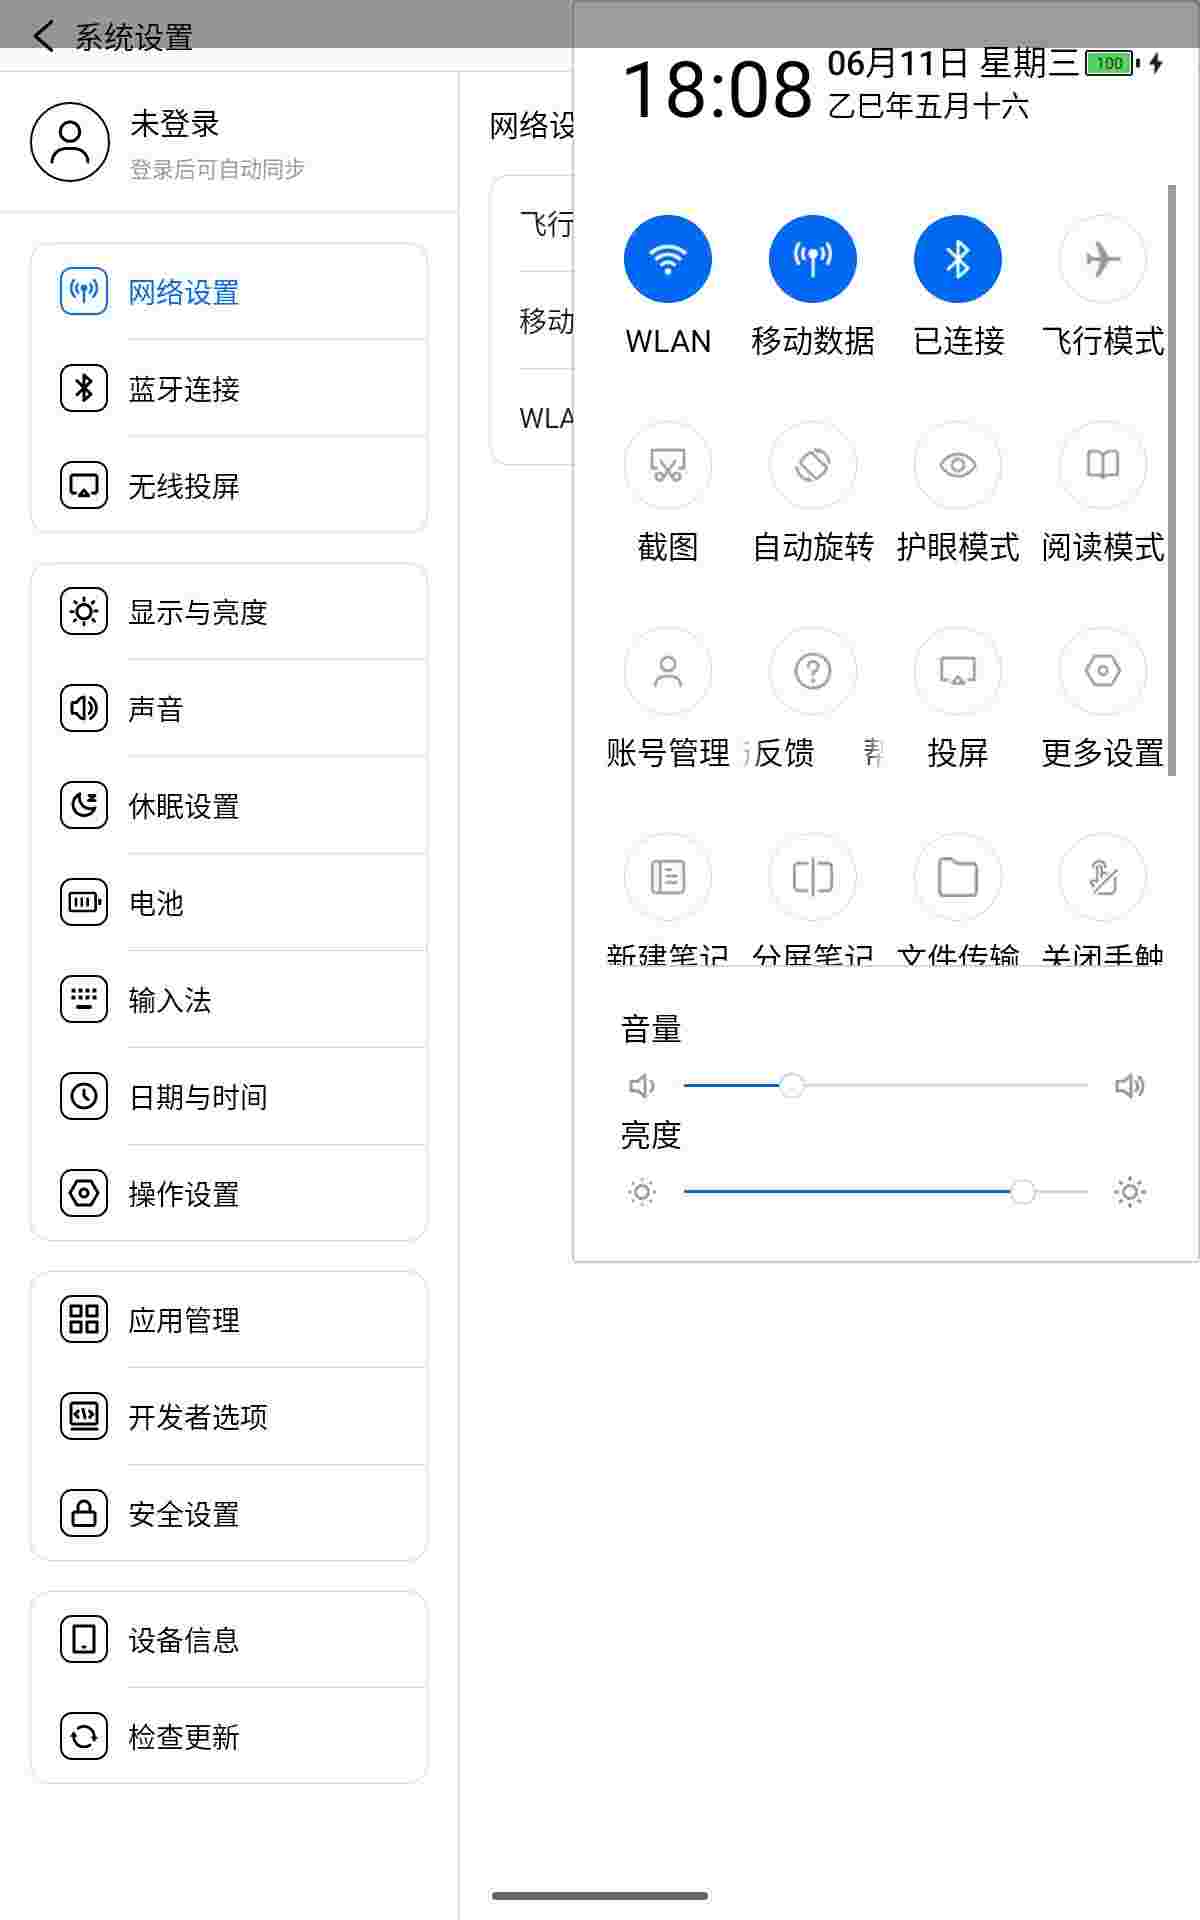 系统设置
未登录
登录后可自动同步
网络设置
蓝牙连接
无线投屏
显示与亮度
声音
休眠设置
电池
输入法
日期与时间
操作设置
应用管理
开发者选项
安全设置
设备信息
检查更新
网络设
飞行
移动
WLA
18:08
06月11日 星期三
100
乙巳年五月十六
WLAN 移动数据 已连接 飞行模式
截图 自动旋转 护眼模式 阅读模式
账号管理 反馈 帮 投屏 更多设置
新建笔记 分屏笔记 文件传输 关闭手触
音量
亮度